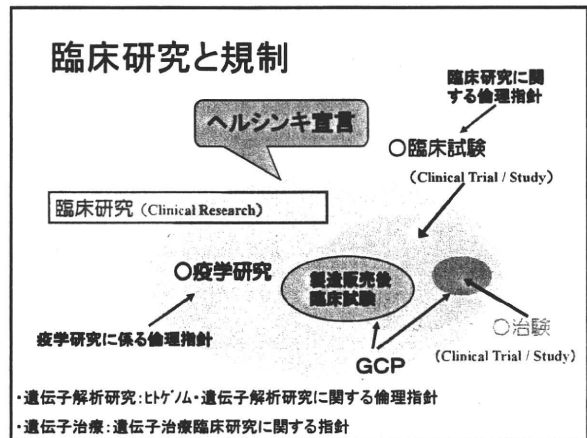 臨床研究と規制
臨床研究に関
する倫理指針
ヘルシンキ宣言
○臨床試験
(Clinical Trial / Study)
臨床研究 (Clinical Research)
○疫学研究
製造販売後
臨床試験
○治験
(Clinical Trial / Study)
疫学研究に係る倫理指針
GCP
・遺伝子解析研究:ヒトゲノム・遺伝子解析研究に関する倫理指針
・遺伝子治療:遺伝子治療臨床研究に関する指針